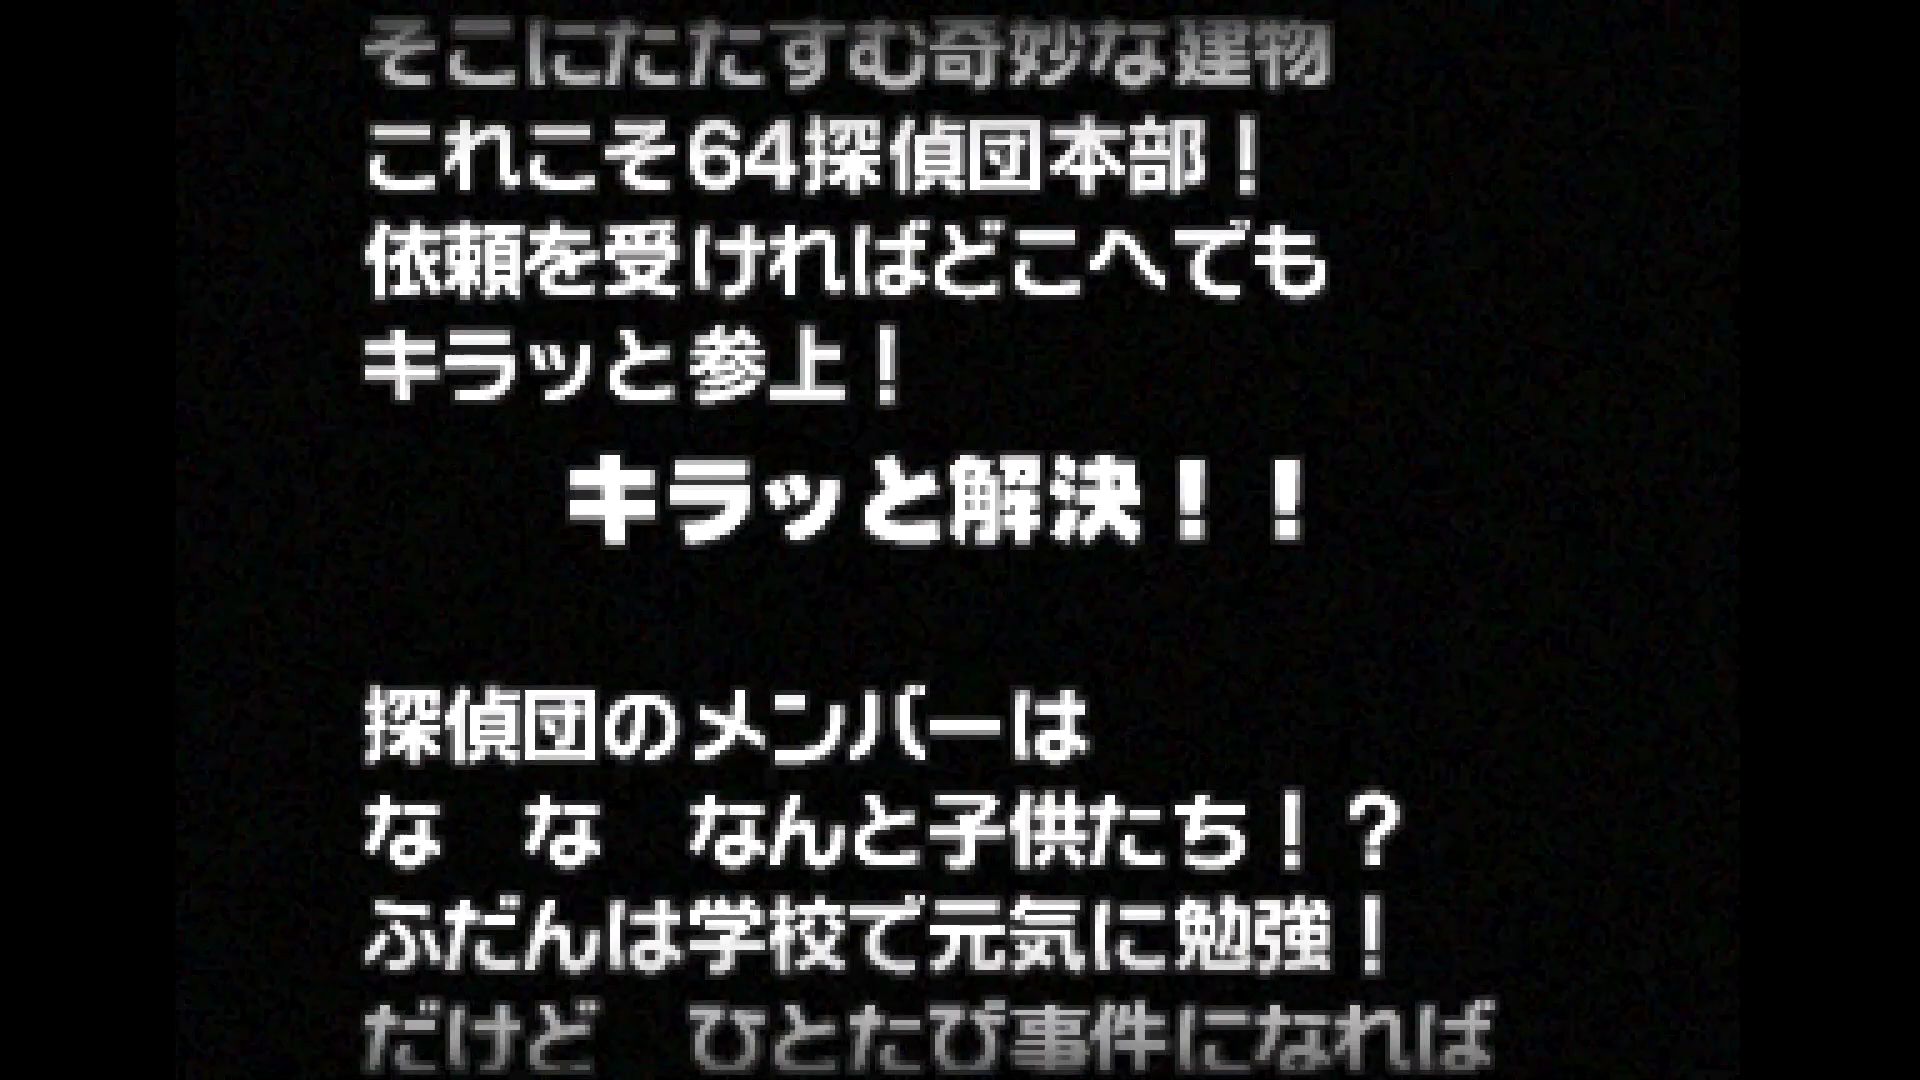 そこにたたすむ奇妙な建物
これこそ64探偵団本部！
依頼を受ければどこへでも
キラッと参上！
キラッと解決！！
探偵団のメンバーは
な　な　なんと子供たち！？
ふだんは学校で元気に勉強！
だけど　ひとたび事件になれば